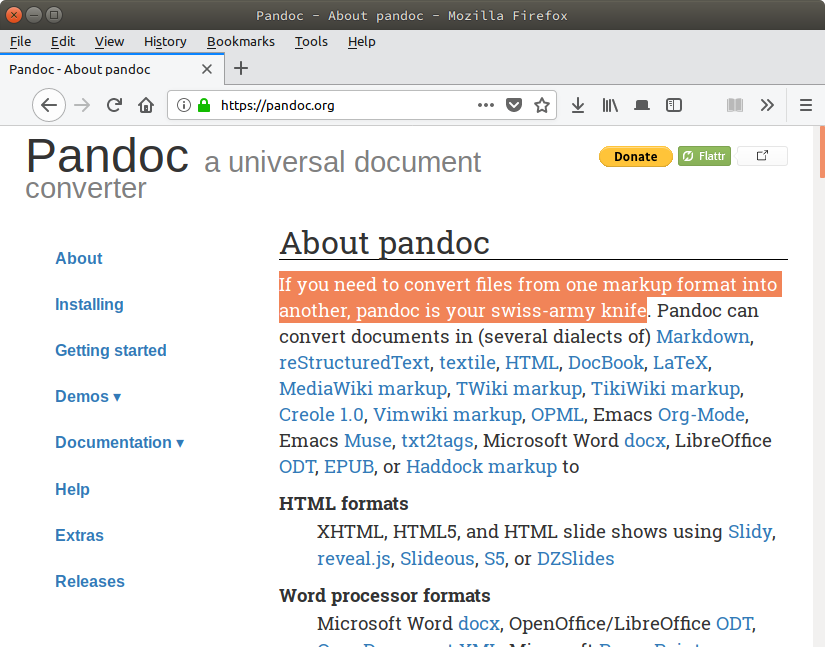 Pandoc - About pandoc - Mozilla Firefox
File Edit View History Bookmarks Tools Help
Pandoc - About pandoc
https://pandoc.org
Pandoc a universal document
converter
Donate
Flattr
About
Installing
Getting started
Demos ▾
Documentation ▾
Help
Extras
Releases
About pandoc
If you need to convert files from one markup format into
another, pandoc is your swiss-army knife. Pandoc can
convert documents in (several dialects of) Markdown,
reStructuredText, textile, HTML, DocBook, LaTeX,
MediaWiki markup, TWiki markup, TikiWiki markup,
Creole 1.0, Vimwiki markup, OPML, Emacs Org-Mode,
Emacs Muse, txt2tags, Microsoft Word docx, LibreOffice
ODT, EPUB, or Haddock markup to
HTML formats
XHTML, HTML5, and HTML slide shows using Slidy,
reveal.js, Slideous, S5, or DZSlides
Word processor formats
Microsoft Word docx, OpenOffice/LibreOffice ODT,